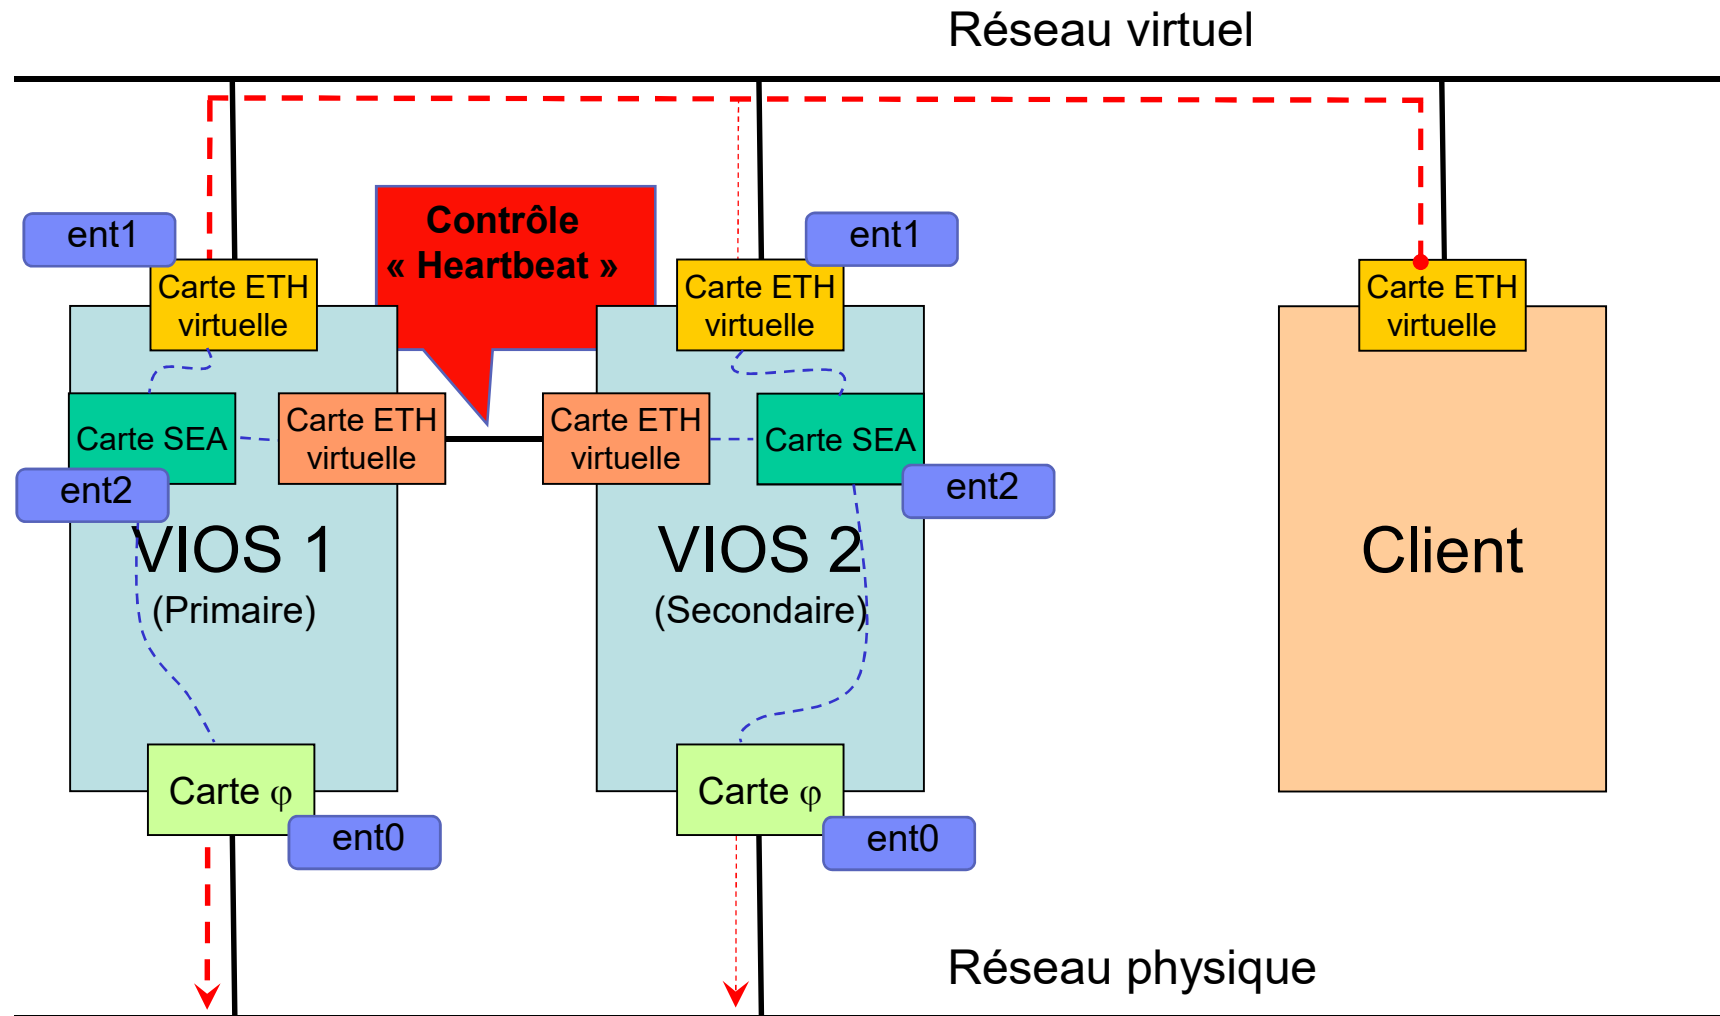 Réseau virtuel
ent1
Contrôle
« Heartbeat »
ent1
Carte ETH
virtuelle
Carte ETH
virtuelle
Carte ETH
virtuelle
Carte SEA
Carte ETH
virtuelle
Carte ETH
virtuelle
Carte SEA
ent2
ent2
VIOS 1
(Primaire)
VIOS 2
(Secondaire)
Client
Carte φ
ent0
Carte φ
ent0
Réseau physique